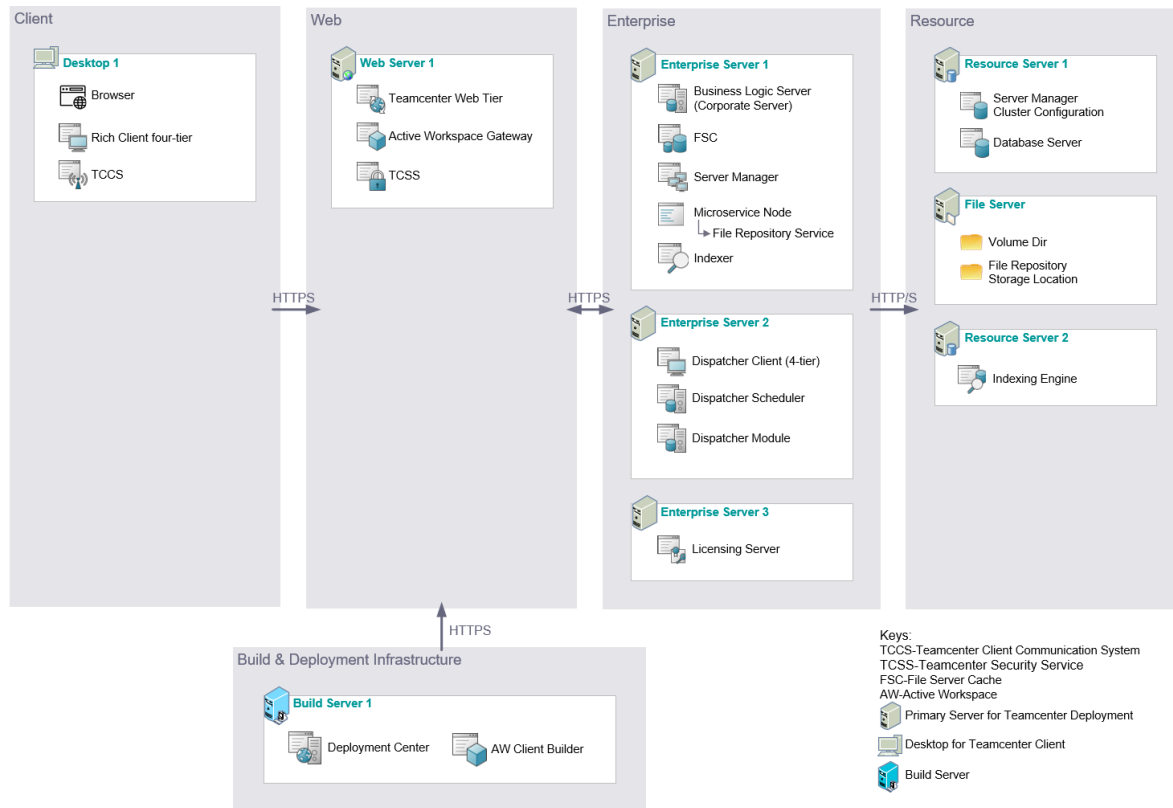 Client
Desktop 1
Browser
Rich Client four-tier
TCCS
HTTPS
Web
Web Server 1
Teamcenter Web Tier
Active Workspace Gateway
TCSS
HTTPS
Enterprise
Enterprise Server 1
Business Logic Server
(Corporate Server)
FSC
Server Manager
Microservice Node
File Repository Service
Indexer
Enterprise Server 2
Dispatcher Client (4-tier)
Dispatcher Scheduler
Dispatcher Module
Enterprise Server 3
Licensing Server
HTTP/S
Resource
Resource Server 1
Server Manager
Cluster Configuration
Database Server
File Server
Volume Dir
File Repository
Storage Location
Resource Server 2
Indexing Engine
HTTPS
Build & Deployment Infrastructure
Build Server 1
Deployment Center
AW Client Builder
Keys:
TCCS-Teamcenter Client Communication System
TCSS-Teamcenter Security Service
FSC-File Server Cache
AW-Active Workspace
Primary Server for Teamcenter Deployment
Desktop for Teamcenter Client
Build Server